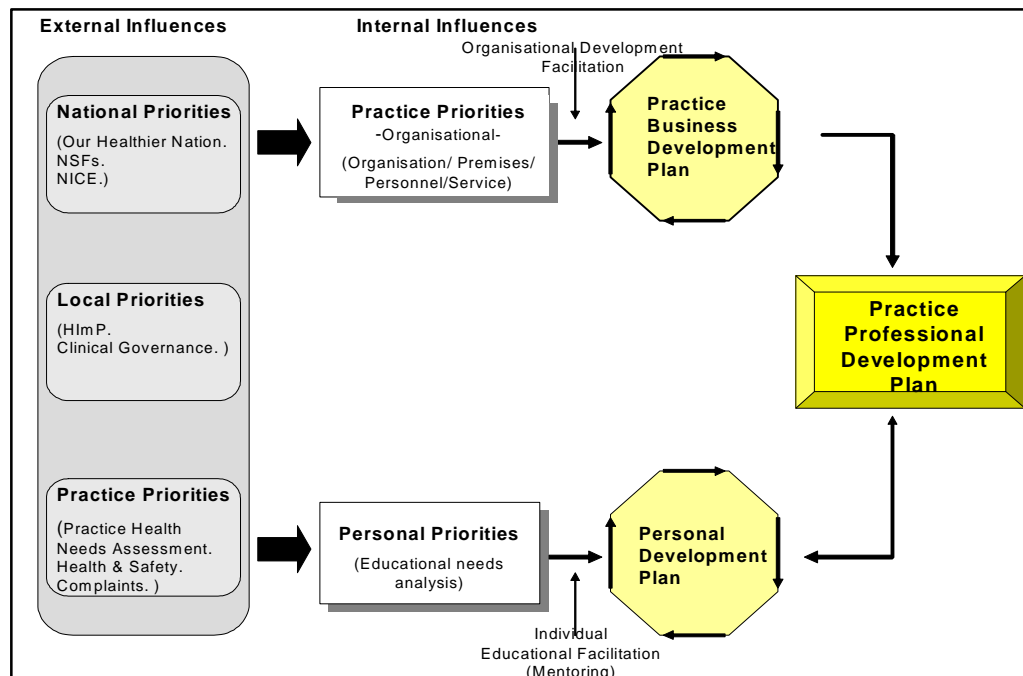 External Influences
Internal Influences
Organisational Development
Facilitation
National Priorities
(Our Healthier Nation.
NSFs.
NICE.)
Practice Priorities
-Organisational-
(Organisation/ Premises/
Personnel/Service)
Practice
Business
Development
Plan
Local Priorities
(HImP.
Clinical Governance. )
Practice
Professional
Development
Plan
Practice Priorities
(Practice Health
Needs Assessment.
Health & Safety.
Complaints. )
Personal Priorities
(Educational needs
analysis)
Personal
Development
Plan
Individual
Educational Facilitation
(Mentoring)